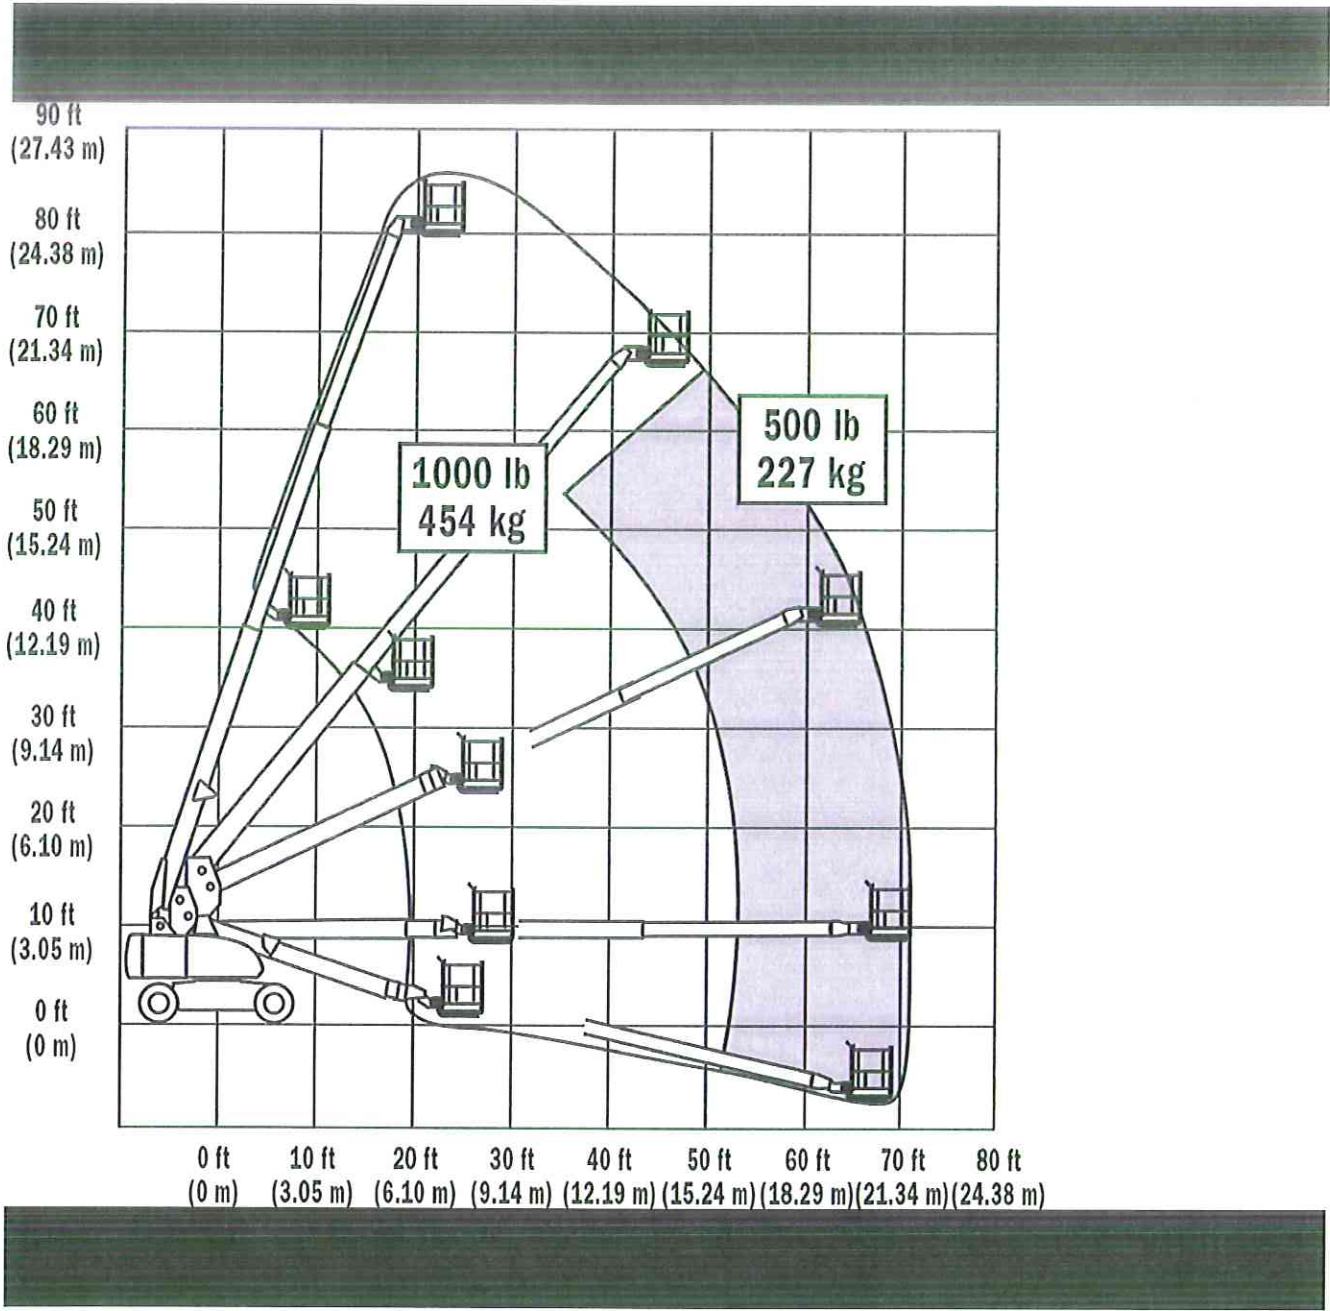 90 ft
(27.43 m)
80 ft
(24.38 m)
70 ft
(21.34 m)
60 ft
(18.29 m)
50 ft
(15.24 m)
40 ft
(12.19 m)
30 ft
(9.14 m)
20 ft
(6.10 m)
10 ft
(3.05 m)
0 ft
(0 m)
1000 lb
454 kg
500 lb
227 kg
0 ft 10 ft 20 ft 30 ft 40 ft 50 ft 60 ft 70 ft 80 ft
(0 m) (3.05 m) (6.10 m) (9.14 m) (12.19 m) (15.24 m) (18.29 m) (21.34 m) (24.38 m)